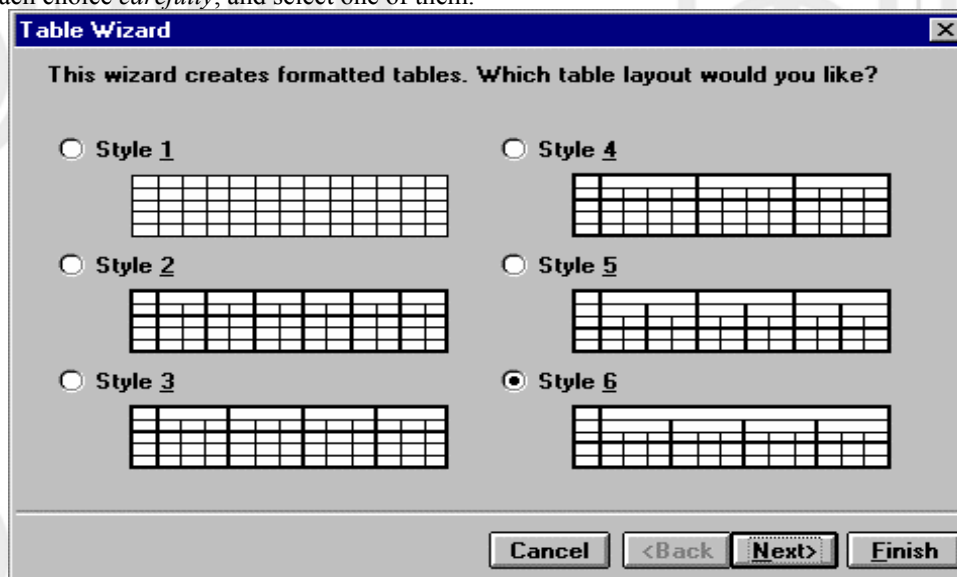 each choice carefully, and select one of them.
Table Wizard
This wizard creates formatted tables. Which table layout would you like?
Style 1
Style 4
Style 2
Style 5
Style 3
Style 6
Cancel
<Back
Next>
Finish